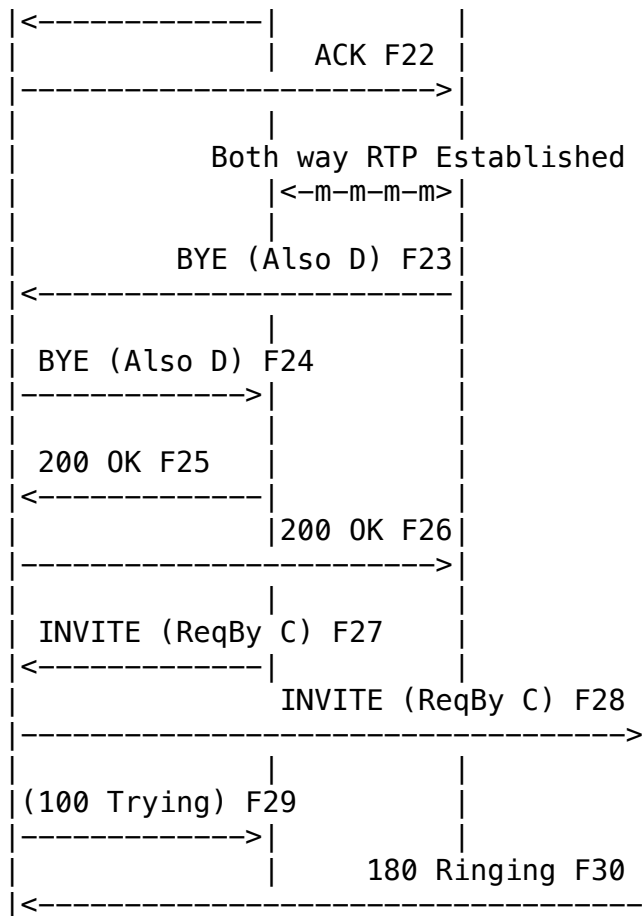 |<-------------|          |
|              |  ACK F22 |
|------------------------>|
|              |          |
|           Both way RTP Established
|              |<-m-m-m-m>|
|              |          |
|         BYE (Also D) F23|
|<------------------------|
|              |          |
| BYE (Also D) F24        |
|------------->|          |
|              |          |
| 200 OK F25   |          |
|<-------------|          |
|              |200 OK F26|
|------------------------>|
|              |          |
| INVITE (ReqBy C) F27    |
|<-------------|          |
|               INVITE (ReqBy C) F28
|----------------------------------->
|              |          |
|(100 Trying) F29         |
|------------->|          |
|              |     180 Ringing F30
|<-----------------------------------